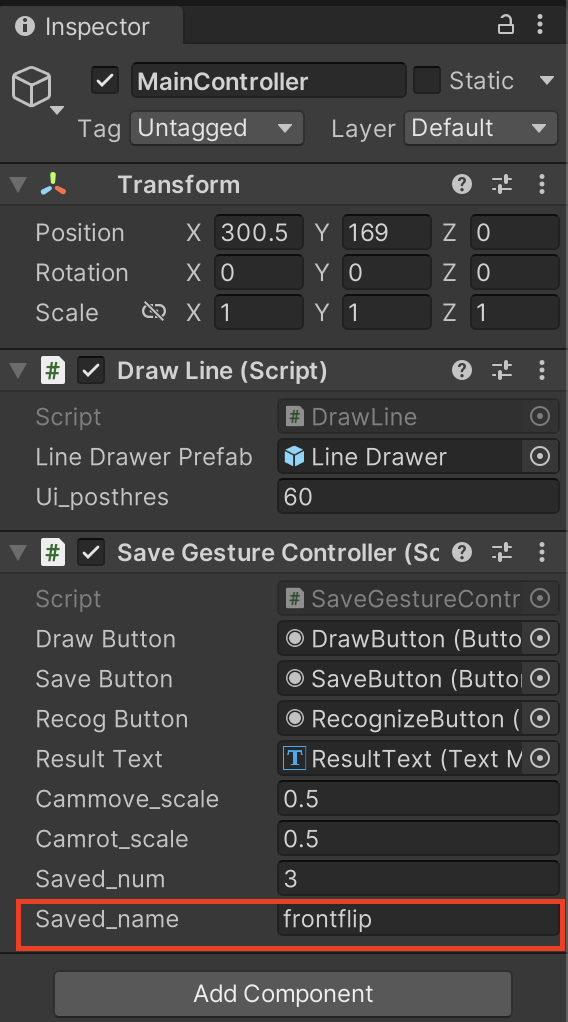 Inspector
MainController Static
Tag Untagged Layer Default
Transform
Position X 300.5 Y 169 Z 0
Rotation X 0 Y 0 Z 0
Scale X 1 Y 1 Z 1
# Draw Line (Script)
Script # DrawLine
Line Drawer Prefab Line Drawer
Ui_posthres 60
# Save Gesture Controller (Sc
Script # SaveGestureContr
Draw Button DrawButton (Butto
Save Button SaveButton (Button
Recog Button RecognizeButton (
Result Text T ResultText (Text M
Cammove_scale 0.5
Camrot_scale 0.5
Saved_num 3
Saved_name frontflip
Add Component